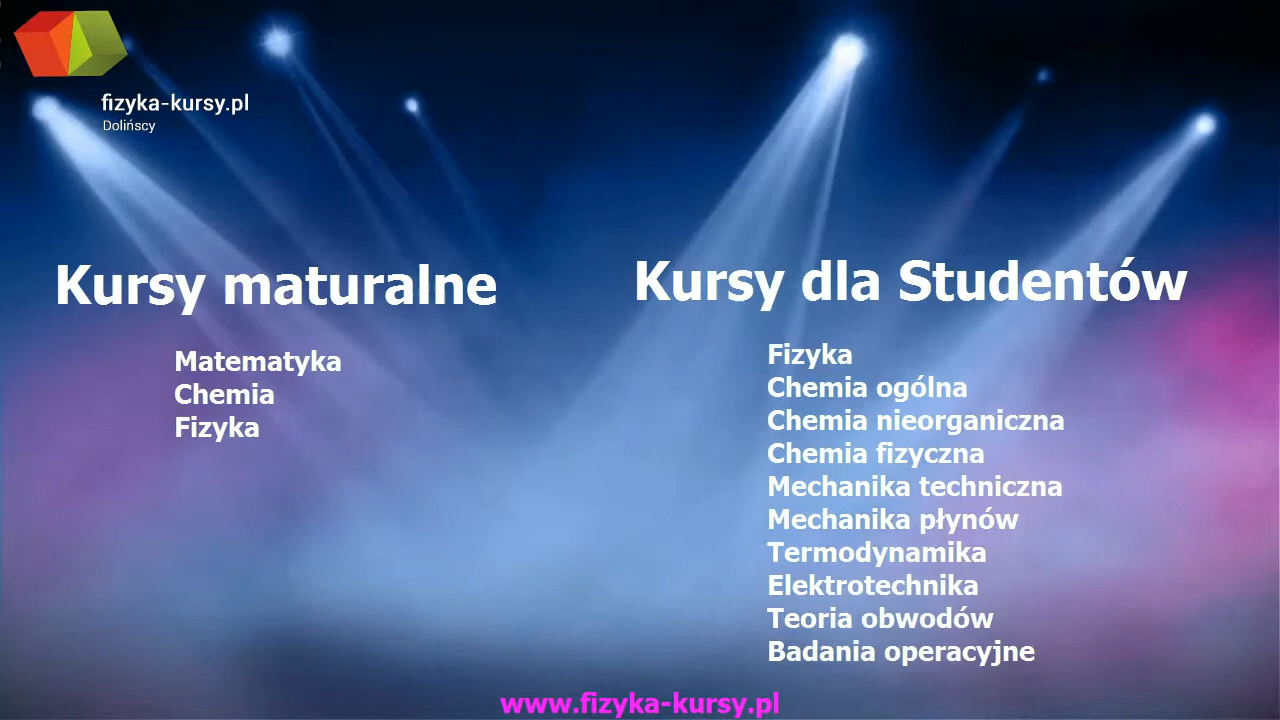 fizyka-kursy.pl
Dolińscy
Kursy maturalne
Matematyka
Chemia
Fizyka
Kursy dla Studentów
Fizyka
Chemia ogólna
Chemia nieorganiczna
Chemia fizyczna
Mechanika techniczna
Mechanika płynów
Termodynamika
Elektrotechnika
Teoria obwodów
Badania operacyjne
www.fizyka-kursy.pl